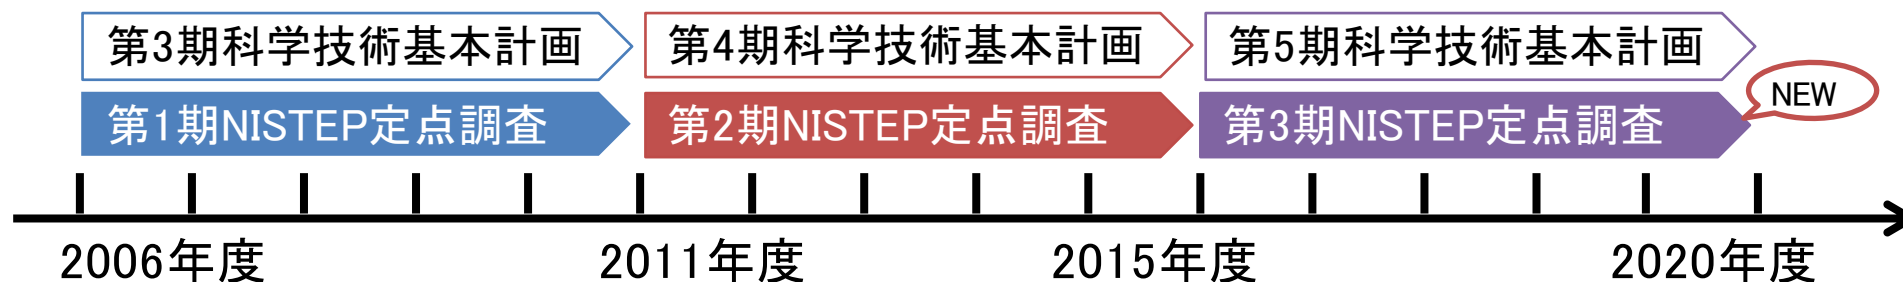 第3期科学技術基本計画 第4期科学技術基本計画 第5期科学技術基本計画
NEW
第1期NISTEP定点調査 第2期NISTEP定点調査 第3期NISTEP定点調査
2006年度 2011年度 2015年度 2020年度